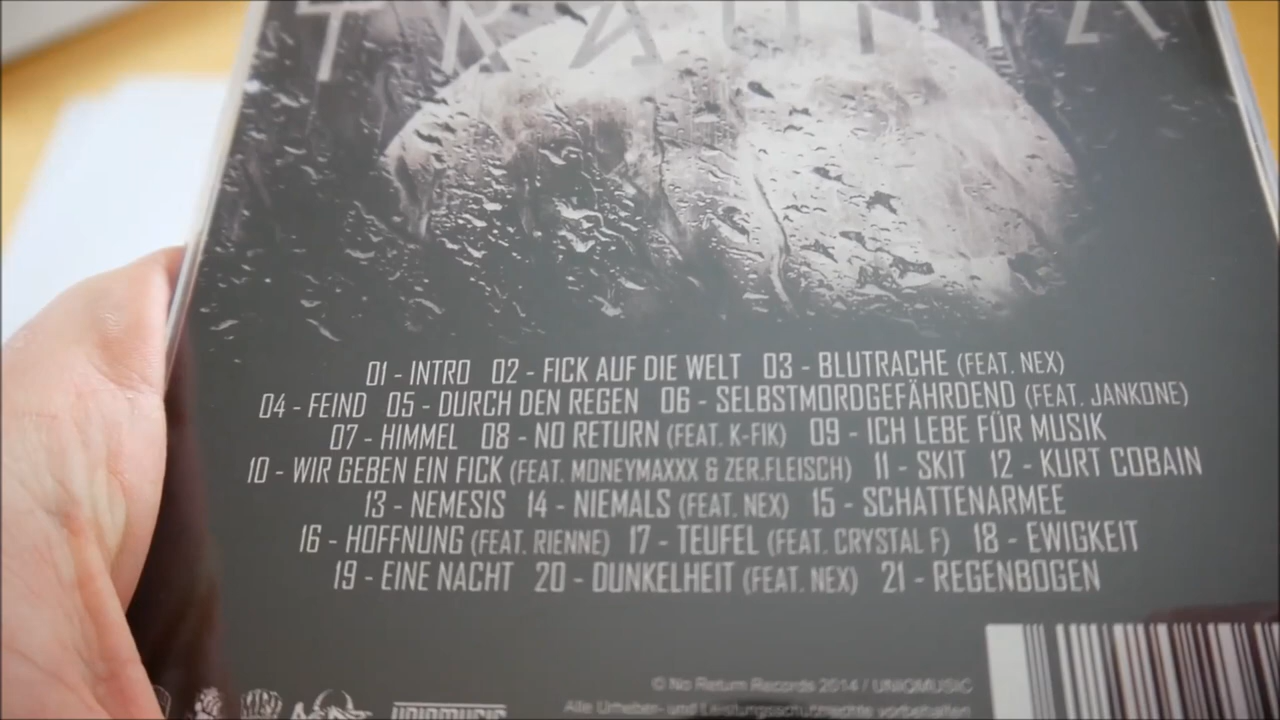 TRAUMA
01 - INTRO 02 - FICK AUF DIE WELT 03 - BLUTRACHE (FEAT. NEX)
04 - FEIND 05 - DURCH DEN REGEN 06 - SELBSTMORDGEFÄHRDEND (FEAT. JANKONE)
07 - HIMMEL 08 - NO RETURN (FEAT. K-FIK) 09 - ICH LEBE FÜR MUSIK
10 - WIR GEBEN EIN FICK (FEAT. MONEYMAXXX & ZER.FLEISCH) 11 - SKIT 12 - KURT COBAIN
13 - NEMESIS 14 - NIEMALS (FEAT. NEX) 15 - SCHATTENARMEE
16 - HOFFNUNG (FEAT. RIENNE) 17 - TEUFEL (FEAT. CRYSTAL F) 18 - EWIGKEIT
19 - EINE NACHT 20 - DUNKELHEIT (FEAT. NEX) 21 - REGENBOGEN
© No Return Records 2014 / UNIQMUSIC
UNIQMUSIC Alle Urheber- und Leistungsschutzrechte vorbehalten